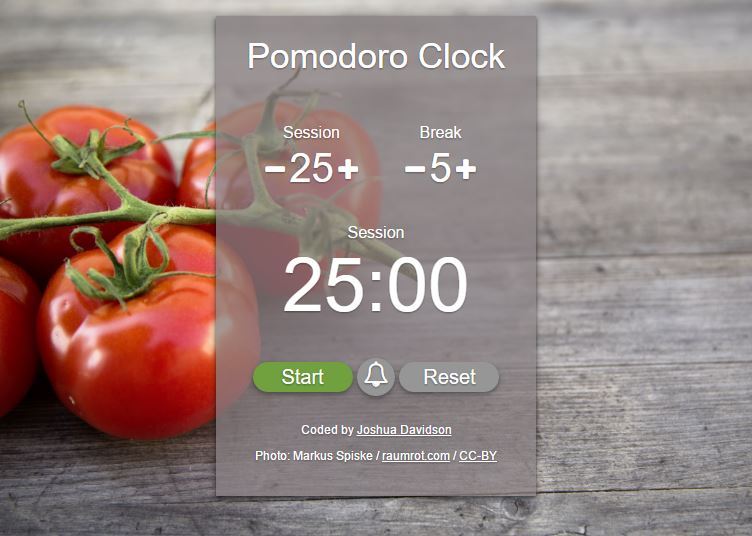 Pomodoro Clock
Session Break
-25+ -5+
Session
25:00
Start Reset
Coded by Joshua Davidson
Photo: Markus Spiske / raumrot.com / CC-BY